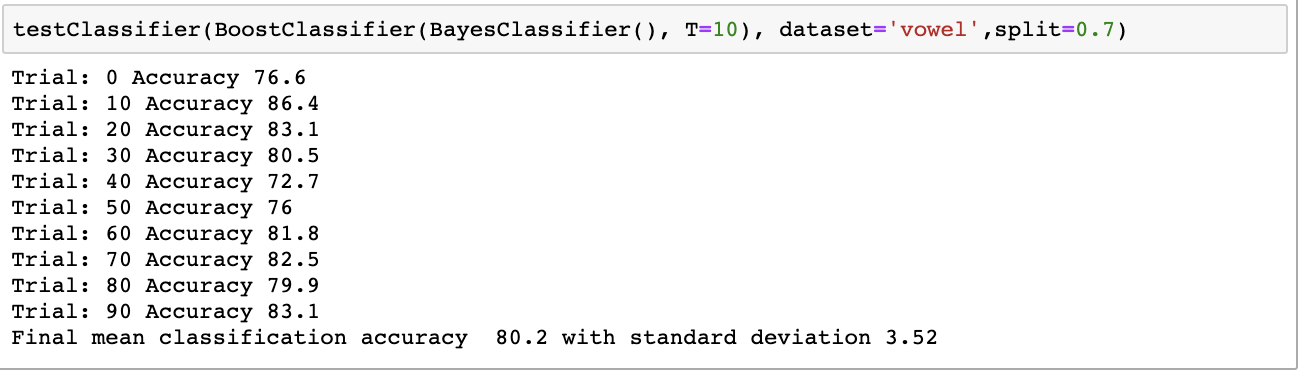 testClassifier(BoostClassifier(BayesClassifier(), T=10), dataset='vowel',split=0.7)
Trial: 0 Accuracy 76.6
Trial: 10 Accuracy 86.4
Trial: 20 Accuracy 83.1
Trial: 30 Accuracy 80.5
Trial: 40 Accuracy 72.7
Trial: 50 Accuracy 76
Trial: 60 Accuracy 81.8
Trial: 70 Accuracy 82.5
Trial: 80 Accuracy 79.9
Trial: 90 Accuracy 83.1
Final mean classification accuracy  80.2 with standard deviation 3.52